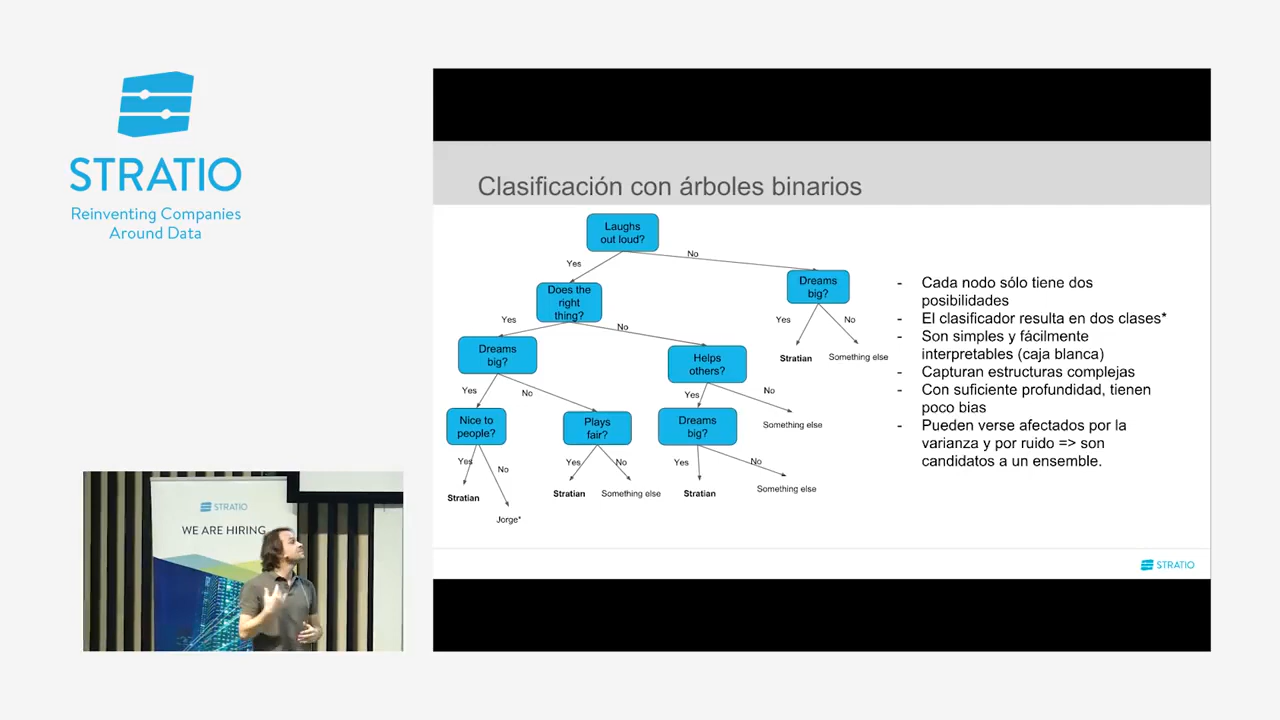 STRATIO
Reinventing Companies
Around Data
Clasificación con árboles binarios
Laughs
out loud?
Yes
No
Does the
right
thing?
Dreams
big?
Yes
No
Yes
No
Dreams
big?
Helps
others?
Stratian
Something else
Yes
No
Yes
No
Nice to
people?
Plays
fair?
Dreams
big?
Something else
Yes
No
Yes
No
Yes
No
Stratian
Jorge*
Stratian
Something else
Stratian
Something else
- Cada nodo sólo tiene dos
posibilidades
- El clasificador resulta en dos clases*
- Son simples y fácilmente
interpretables (caja blanca)
- Capturan estructuras complejas
- Con suficiente profundidad, tienen
poco bias
- Pueden verse afectados por la
varianza y por ruido => son
candidatos a un ensemble.
STRATIO
STRATIO
WE ARE HIRING